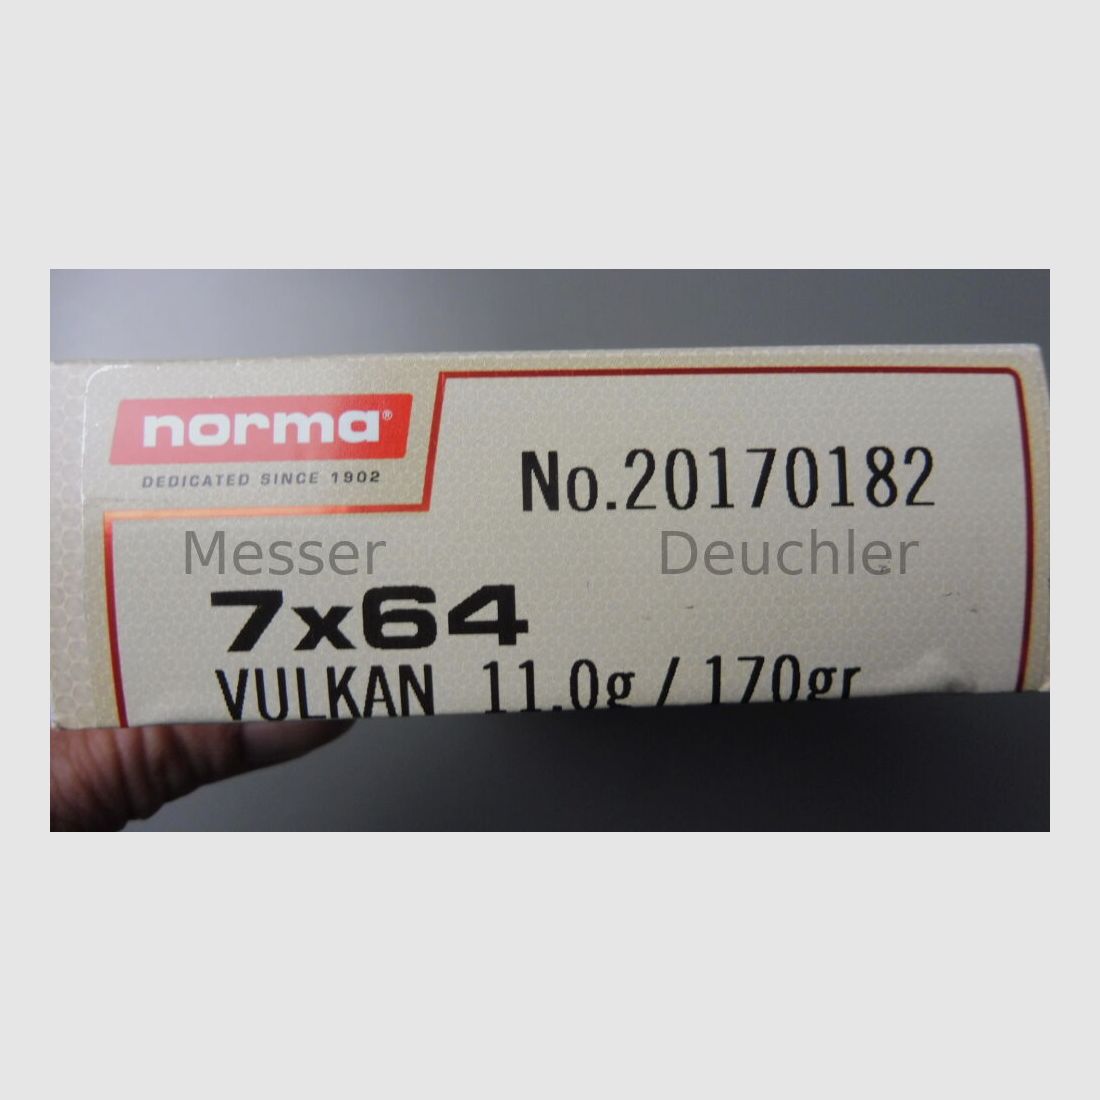 norma®
DEDICATED SINCE 1902
No.20170182
Messer Deuchler
7x64
VULKAN 11.0g / 170gr